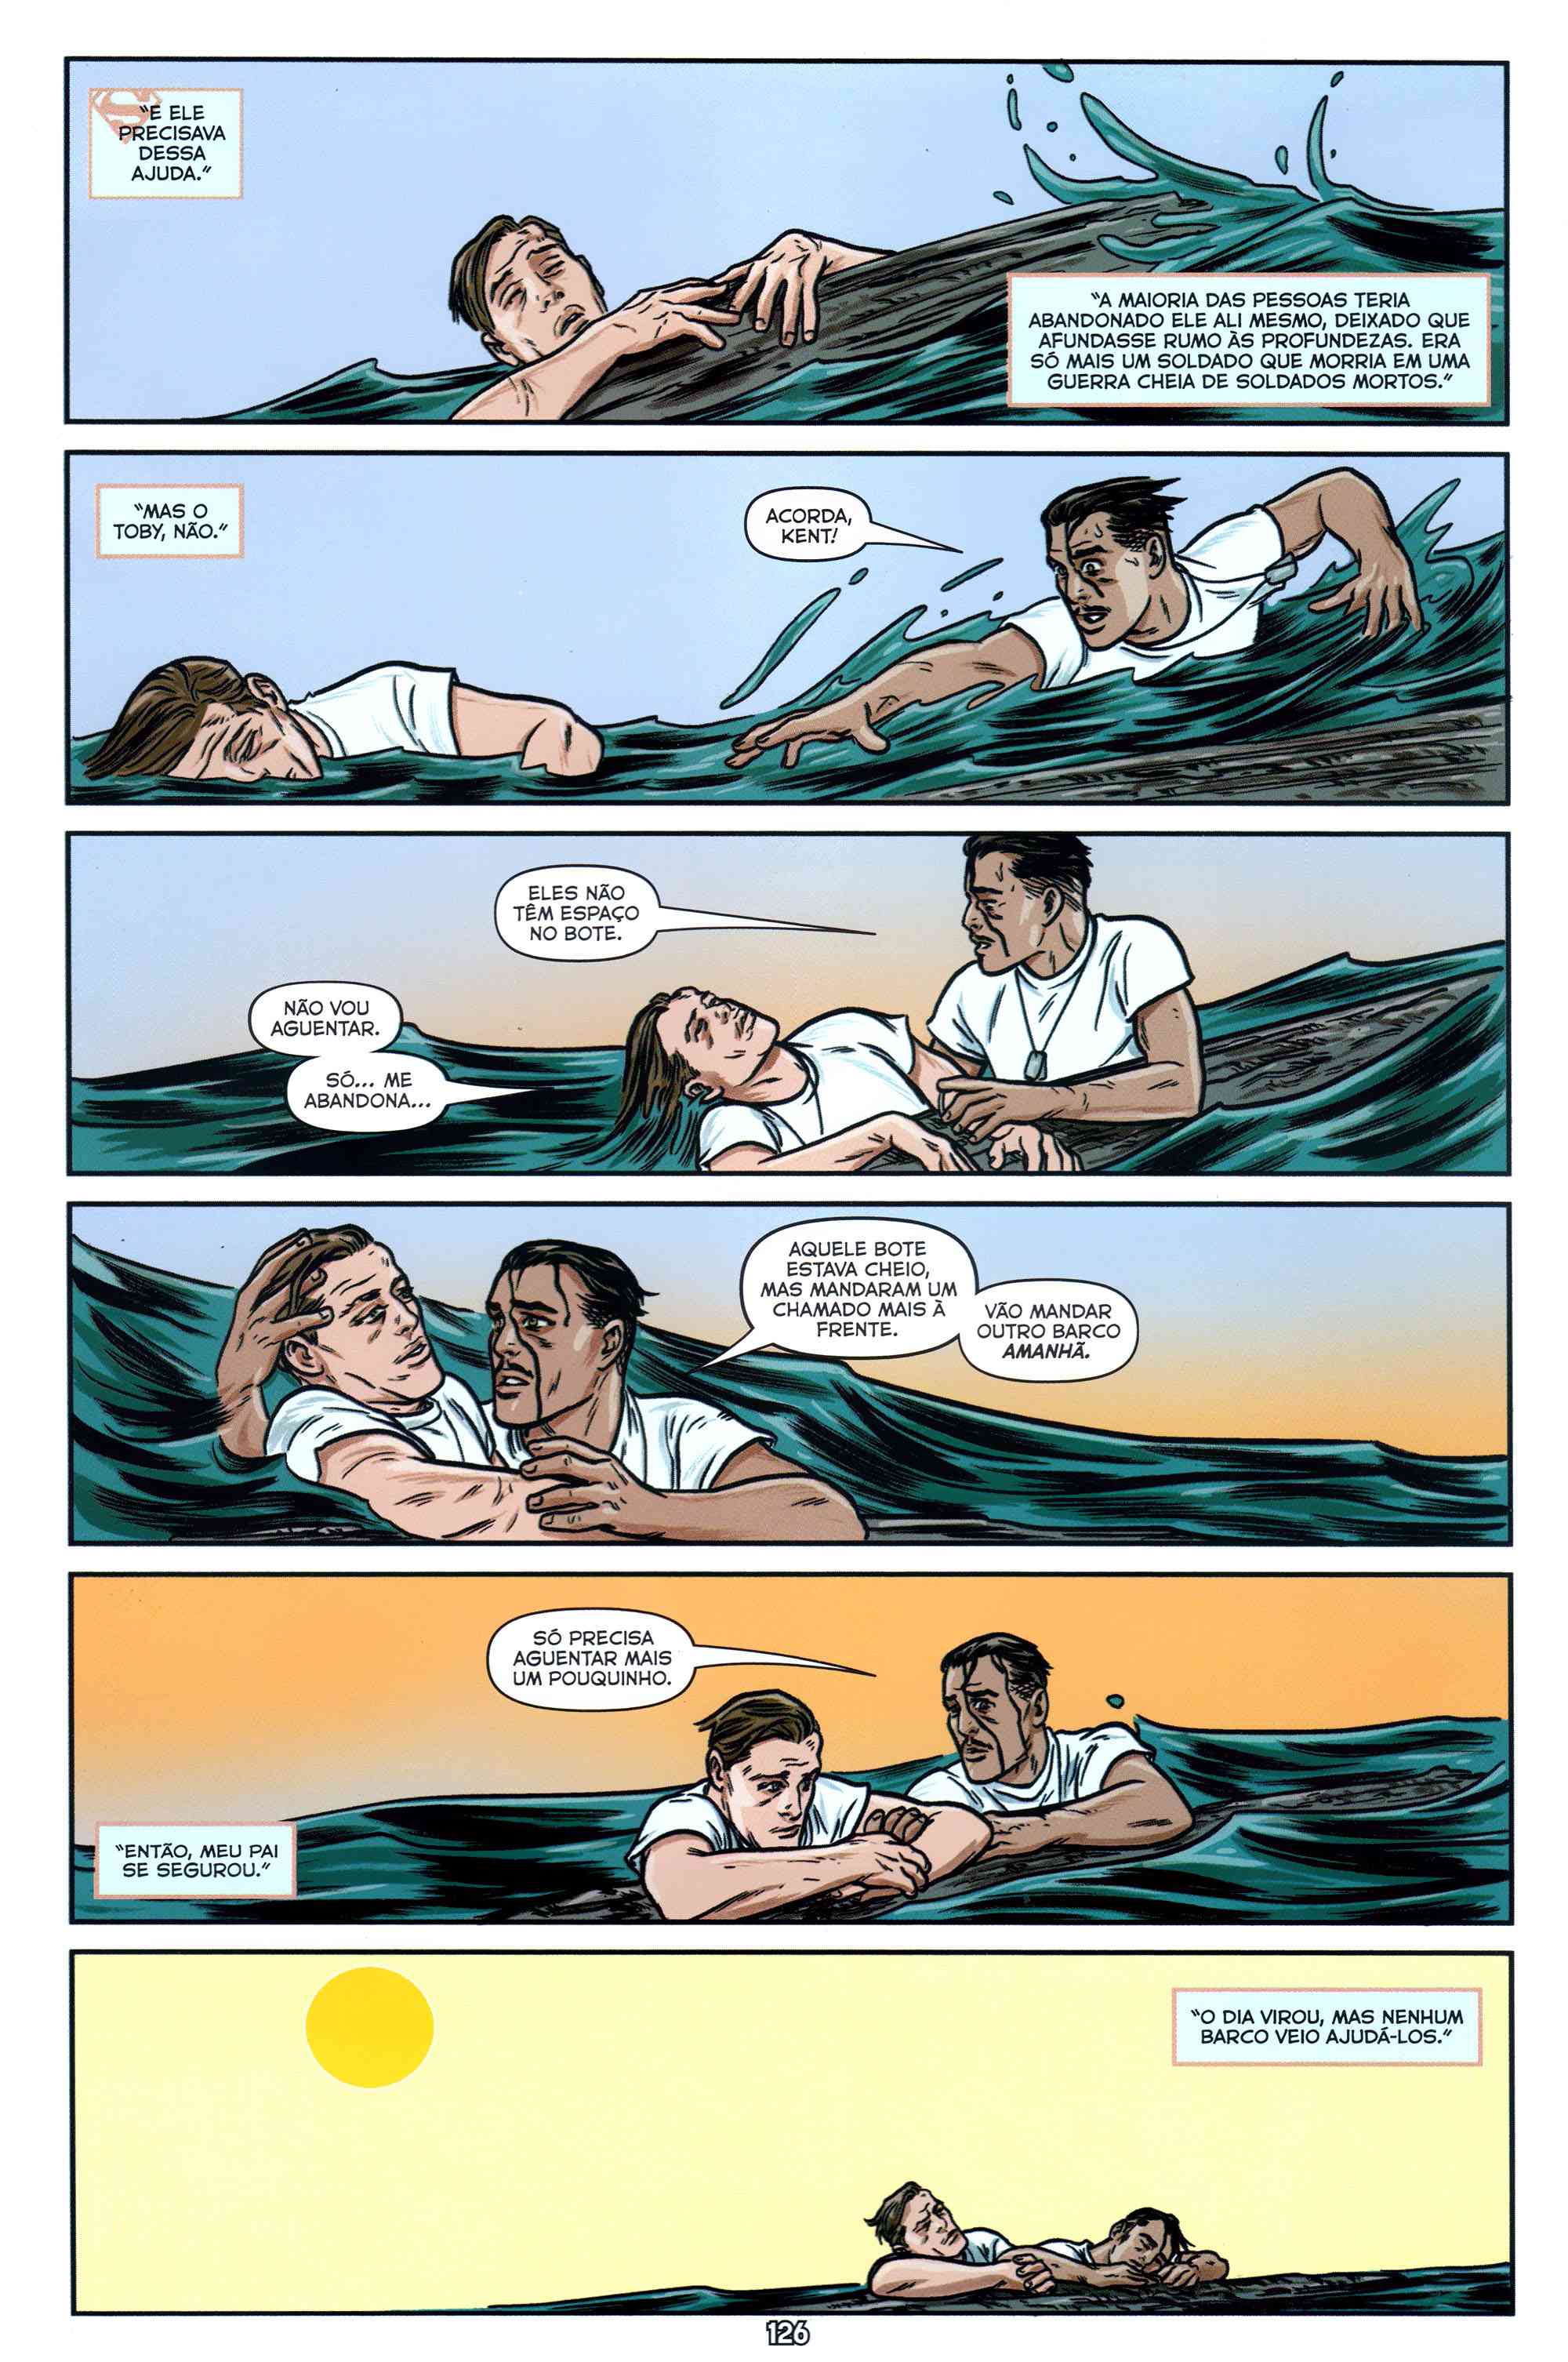 "E ELE
PRECISAVA
DESSA
AJUDA."
"A MAIORIA DAS PESSOAS TERIA
ABANDONADO ELE ALI MESMO, DEIXADO QUE
AFUNDASSE RUMO ÀS PROFUNDEZAS. ERA
SÓ MAIS UM SOLDADO QUE MORRIA EM UMA
GUERRA CHEIA DE SOLDADOS MORTOS."
"MAS O
TOBY, NÃO."
ACORDA,
KENT!
ELES NÃO
TÊM ESPAÇO
NO BOTE.
NÃO VOU
AGUENTAR.
SÓ... ME
ABANDONA...
AQUELE BOTE
ESTAVA CHEIO,
MAS MANDARAM UM
CHAMADO MAIS À
FRENTE.
VÃO MANDAR
OUTRO BARCO
AMANHÃ.
SÓ PRECISA
AGUENTAR MAIS
UM POUQUINHO.
"ENTÃO, MEU PAI
SE SEGUROU."
"O DIA VIROU, MAS NENHUM
BARCO VEIO AJUDÁ-LOS."
126